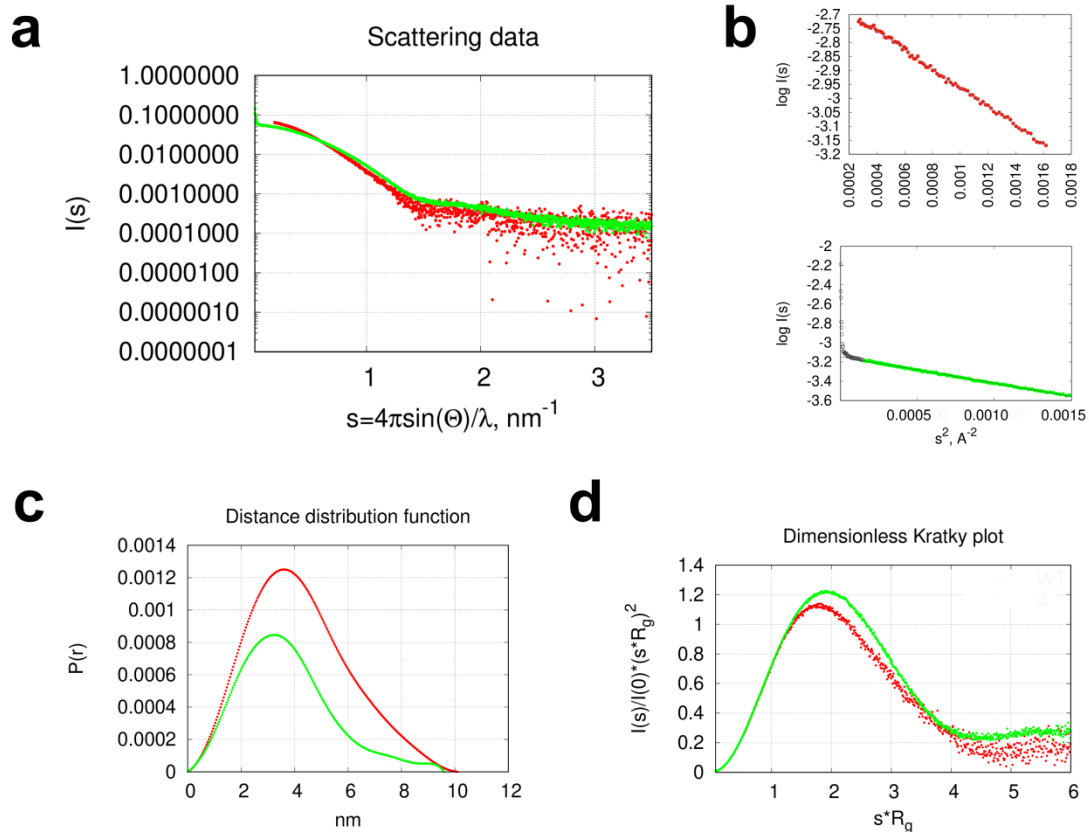 a
Scattering data
1.0000000
0.1000000
0.0100000
0.0010000
0.0001000
0.0000100
0.0000010
0.0000001
I(s)
1 2 3
s=4πsin(Θ)/λ, nm-1
b
-2.7
-2.75
-2.8
-2.85
-2.9
-2.95
-3
-3.05
-3.1
-3.15
-3.2
log I(s)
0.0002 0.0004 0.0006 0.0008 0.001 0.0012 0.0014 0.0016 0.0018
-2
-2.2
-2.4
-2.6
-2.8
-3
-3.2
-3.4
-3.6
log I(s)
0.0005 0.0010 0.0015
s2, A-2
c
Distance distribution function
0.0014
0.0012
0.001
0.0008
0.0006
0.0004
0.0002
0
P(r)
0 2 4 6 8 10 12
nm
d
Dimensionless Kratky plot
WT
1.4
1.2
1.0
0.8
0.6
0.4
0.2
0
I(s)/I(0)*(s*Rg)2
1 2 3 4 5 6
s*Rg